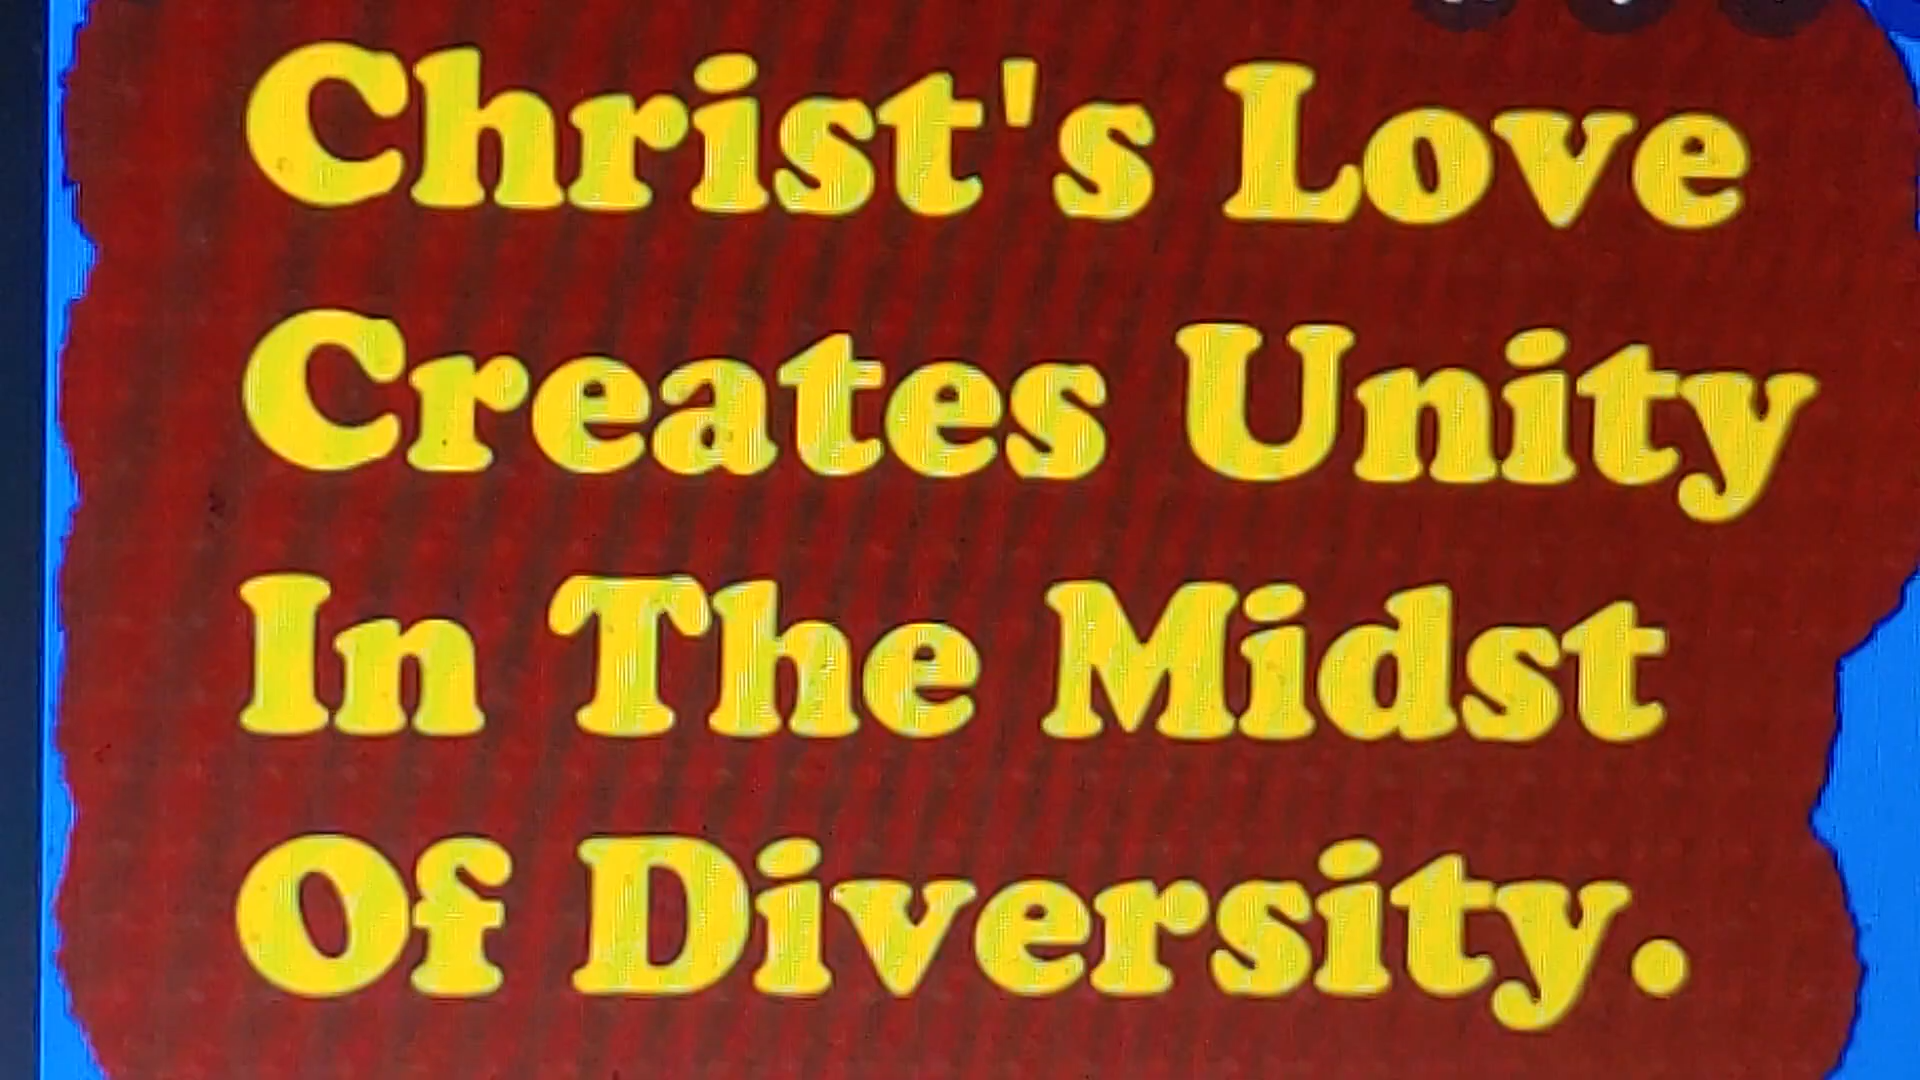 Christ's Love
Creates Unity
In The Midst
Of Diversity.